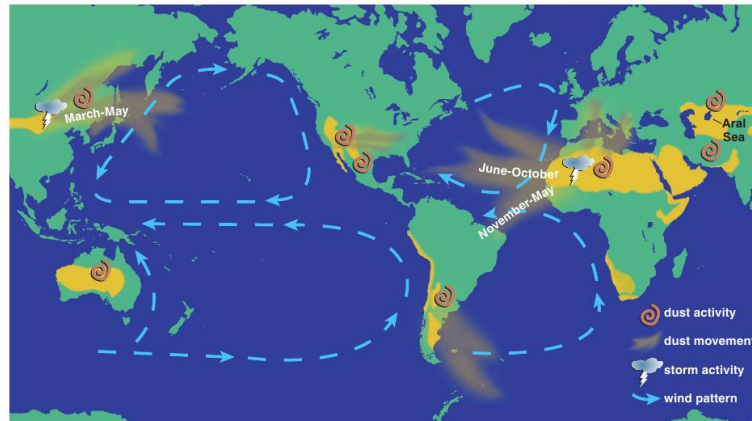 March-May
Aral
Sea
June-October
November-May
dust activity
dust movement
storm activity
wind pattern